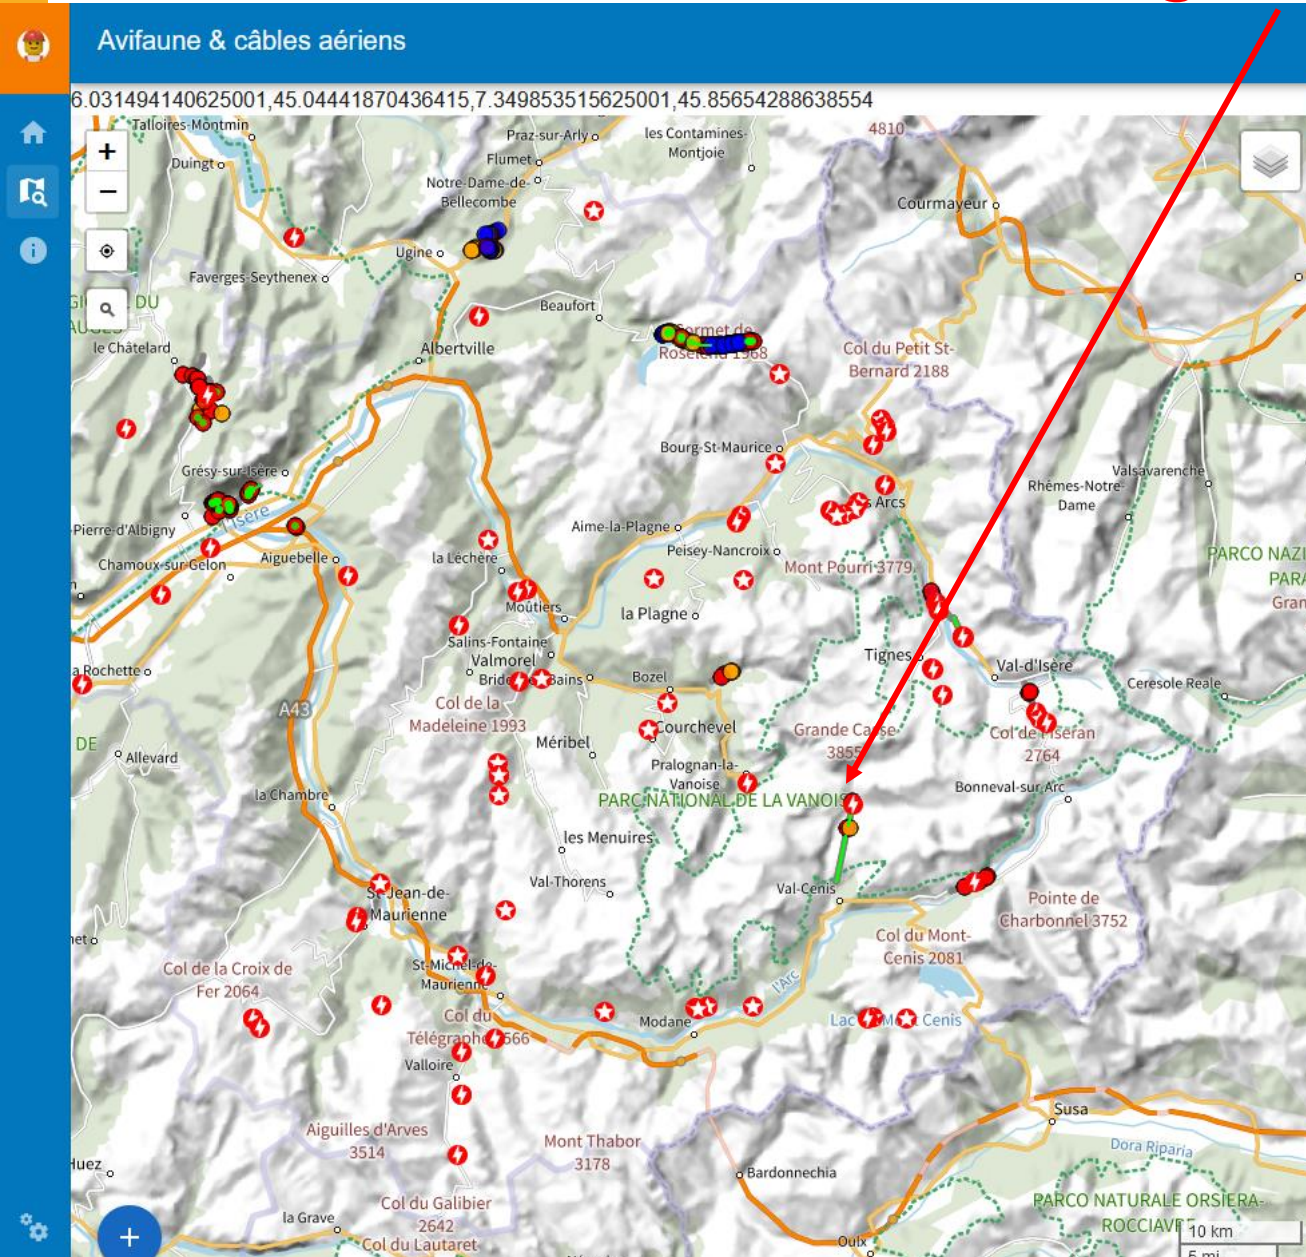 Avifaune & câbles aériens
6.031494140625001,45.04441870436415,7.349853515625001,45.85654288638554
Talloires-Montmin
Praz-sur-Arly
les Contamines-
Montjoie
4810
+
Duingt
Flumet
−
Notre-Dame-de-
Bellecombe
Courmayeur
Ugine
Faverges-Seythenex
DU
Beaufort
le Châtelard
Albertville
Cormet de
Roselend 1968
Col du Petit St-
Bernard 2188
Bourg-St-Maurice
Grésy-sur-Isère
Valsavarenche
Rhêmes-Notre-
Dame
Arcs
l'Isère
-Pierre-d'Albigny
Aime-la-Plagne
Aiguebelle
la Léchère
Peisey-Nancroix
PARCO NAZI
Chamoux-sur-Gelon
Mont Pourri 3779
PARA
Gran
Moûtiers
la Plagne
Salins-Fontaine
Valmorel
Tignes
Val-d'Isère
a Rochette
Brides-les-Bains
Bozel
Ceresole Reale
A43
Col de la
Madeleine 1993
Courchevel
Grande Casse
3855
Col de l'Iseran
2764
DE
Allevard
Méribel
Pralognan-la-
Vanoise
la Chambre
PARC NATIONAL DE LA VANOISE
Bonneval-sur-Arc
les Menuires
Val-Thorens
Val-Cenis
St-Jean-de-
Maurienne
Pointe de
Charbonnel 3752
Col du Mont-
Cenis 2081
Col de la Croix de
Fer 2064
St-Michel-de-
Maurienne
l'Arc
Col du
Télégraphe 1566
Modane
Lac du Mont Cenis
Valloire
Susa
Aiguilles d'Arves
3514
Mont Thabor
3178
Dora Riparia
Huez
Bardonnechia
Col du Galibier
2642
PARCO NATURALE ORSIERA-
ROCCIAVRE
la Grave
10 km
+
Col du Lautaret
Oulx
5 mi